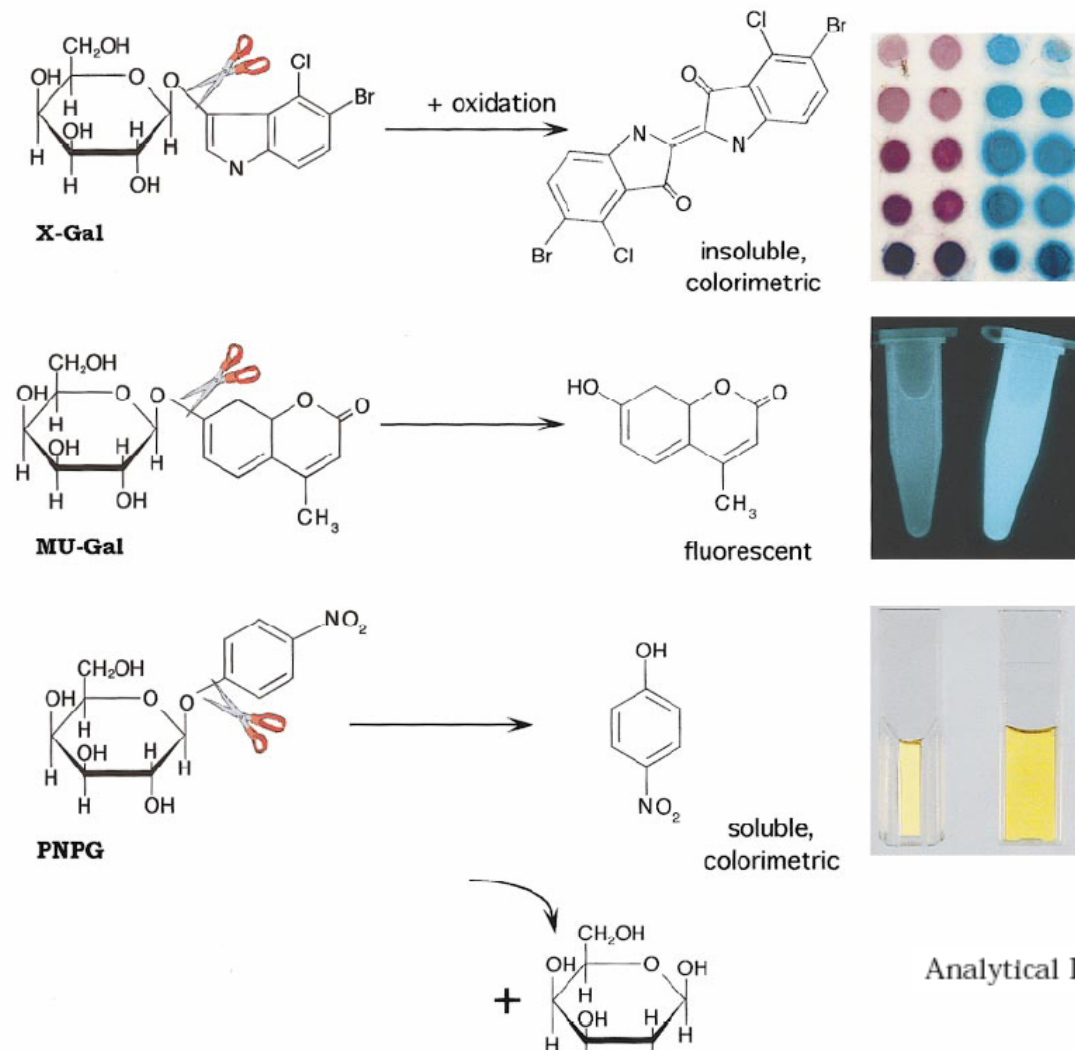 CH₂OH
OH
O
O
Cl
Br
H
H
OH
H
H
H
H
OH
N
X-Gal
+ oxidation
Cl
Br
O
N
N
O
Br
Cl
insoluble,
colorimetric
CH₂OH
OH
O
O
O
O
H
H
OH
H
H
H
H
OH
CH₃
MU-Gal
HO
O
O
CH₃
fluorescent
NO₂
CH₂OH
OH
O
O
H
H
OH
H
H
H
H
OH
PNPG
OH
NO₂
soluble,
colorimetric
CH₂OH
OH
O
OH
H
+
OH
H
H
H
H
Analytical